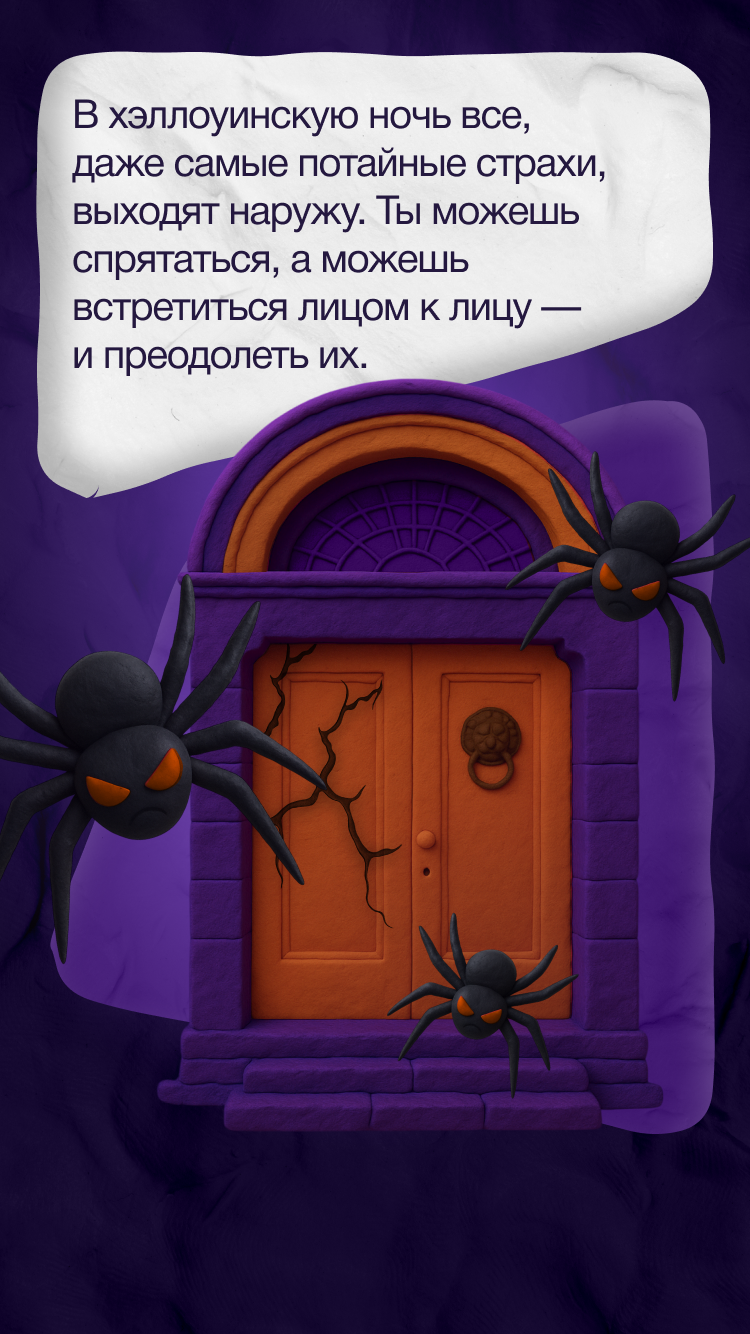 В хэллоуинскую ночь все,
даже самые потайные страхи,
выходят наружу. Ты можешь
спрятаться, а можешь
встретиться лицом к лицу —
и преодолеть их.